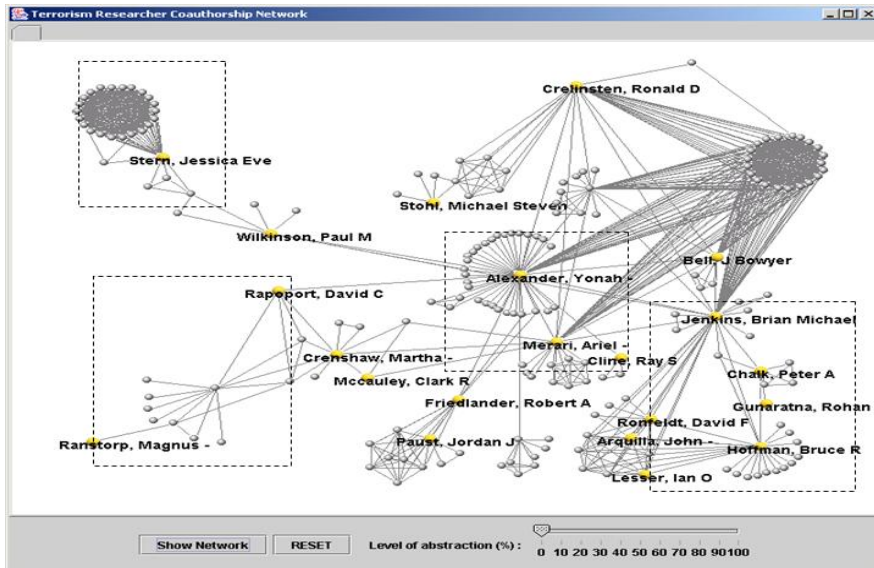 Terrorism Researcher Coauthorship Network
Crelinsten, Ronald D
Stern, Jessica Eve
Stohl, Michael Steven
Wilkinson, Paul M
Bell, J Bowyer
Alexander, Yonah -
Rapoport, David C
Jenkins, Brian Michael
Merari, Ariel -
Crenshaw, Martha -
Cline, Ray S
Chalk, Peter A
Mccauley, Clark R
Friedlander, Robert A
Gunaratna, Rohan
Ronfeldt, David F
Ranstorp, Magnus -
Paust, Jordan J
Arquilla, John -
Hoffman, Bruce R
Lesser, Ian O
Show Network RESET Level of abstraction (%) :
0 10 20 30 40 50 60 70 80 90100